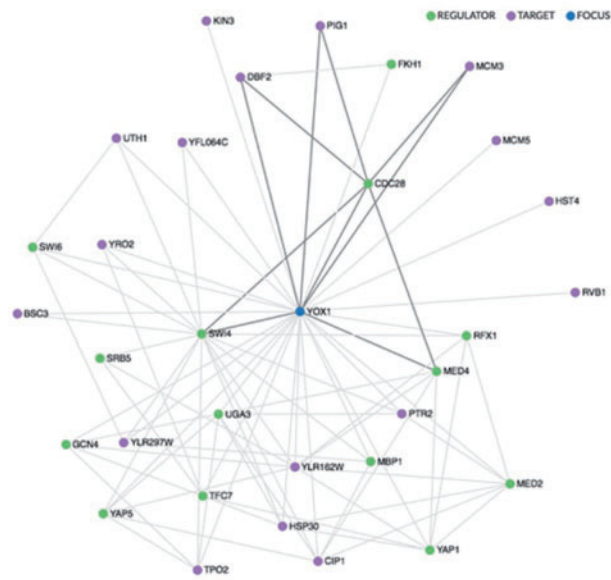 KIN3
PIG1
REGULATOR TARGET FOCUS
FKH1
MCM3
DBF2
UTH1
YFL064C
MCM5
CDC28
HST4
SWI6
YRO2
RVB1
BSC3
YOX1
SWI4
RFX1
SRB5
MED4
UGA3
PTR2
GCN4
YLR297W
YLR162W
MBP1
MED2
TFC7
YAP5
HSP30
YAP1
CIP1
TPO2